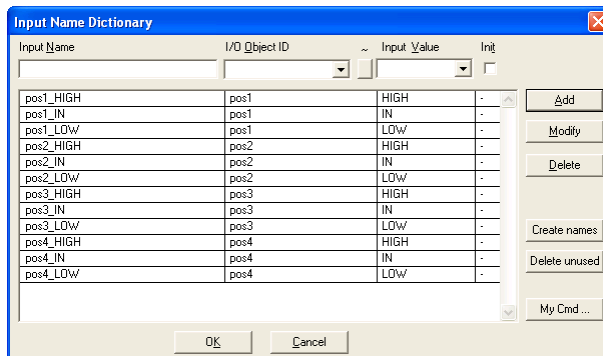 Input Name Dictionary
Input Name I/O Object ID ~ Input Value Init
pos1_HIGH pos1 HIGH -
pos1_IN pos1 IN -
pos1_LOW pos1 LOW -
pos2_HIGH pos2 HIGH -
pos2_IN pos2 IN -
pos2_LOW pos2 LOW -
pos3_HIGH pos3 HIGH -
pos3_IN pos3 IN -
pos3_LOW pos3 LOW -
pos4_HIGH pos4 HIGH -
pos4_IN pos4 IN -
pos4_LOW pos4 LOW -
Add
Modify
Delete
Create names
Delete unused
My Cmd ...
OK Cancel